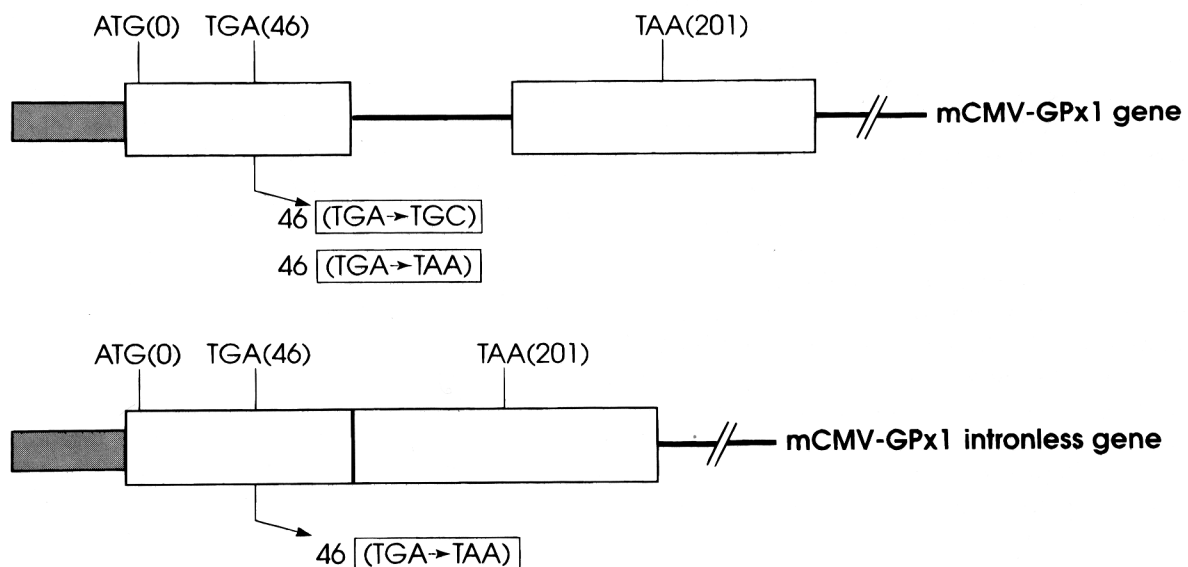 ATG(0) TGA(46) TAA(201)
mCMV-GPx1 gene
46 (TGA→TGC)
46 (TGA→TAA)
ATG(0) TGA(46) TAA(201)
mCMV-GPx1 intronless gene
46 (TGA→TAA)